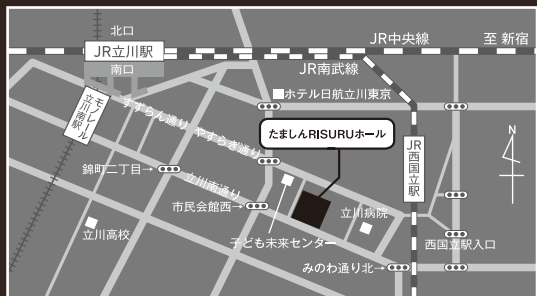 北口
JR立川駅
南口
JR中央線
至 新宿
JR南武線
モノレール
立川南駅
ホテル日航立川東京
すずらん通り
やすらぎ通り
たましんRISURUホール
JR西国立駅
N
錦町二丁目→
立川南通り
市民会館西→
立川病院
立川高校
子ども未来センター
西国立駅入口
みのわ通り北→